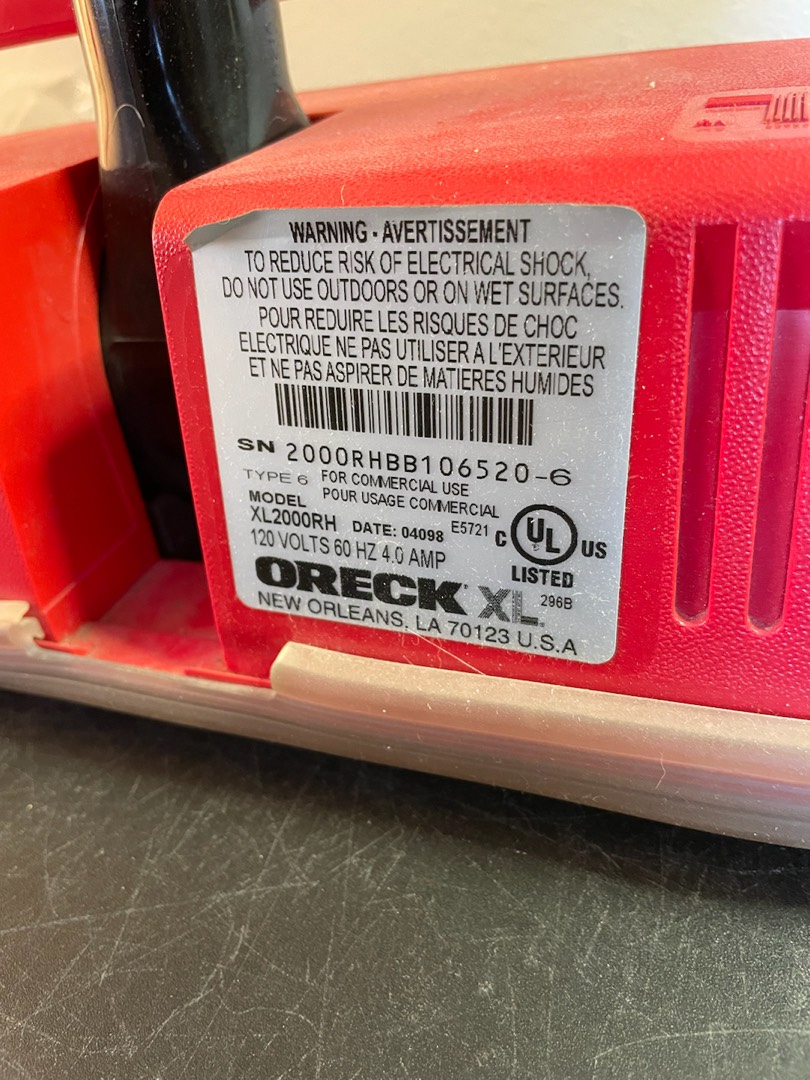 WARNING - AVERTISSEMENT
TO REDUCE RISK OF ELECTRICAL SHOCK,
DO NOT USE OUTDOORS OR ON WET SURFACES.
POUR REDUIRE LES RISQUES DE CHOC
ELECTRIQUE NE PAS UTILISER A L'EXTERIEUR
ET NE PAS ASPIRER DE MATIERES HUMIDES
SN 2000RHBB106520-6
TYPE 6 FOR COMMERCIAL USE
POUR USAGE COMMERCIAL
MODEL
XL2000RH DATE: 04098 E5721
120 VOLTS 60 HZ 4.0 AMP
C UL US
LISTED
296B
ORECK XL
NEW ORLEANS, LA 70123 U.S.A